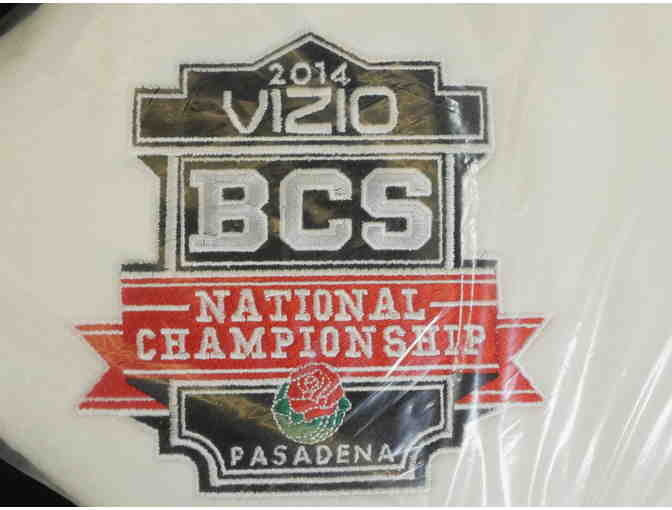 2014
VIZIO
BCS
NATIONAL
CHAMPIONSHIP
PASADENA